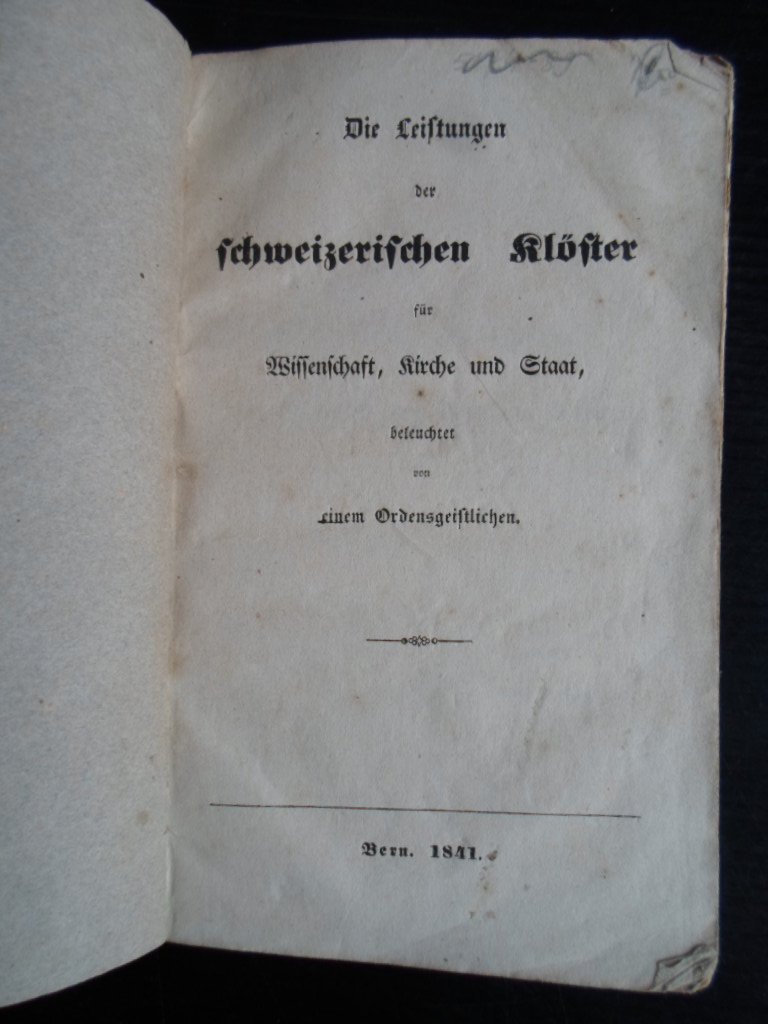 Die Leiſtungen
der
ſchweizeriſchen Klöſter
für
Wiſſenſchaft, Kirche und Staat,
beleuchtet
von
einem Ordensgeiſtlichen.
Bern. 1841.